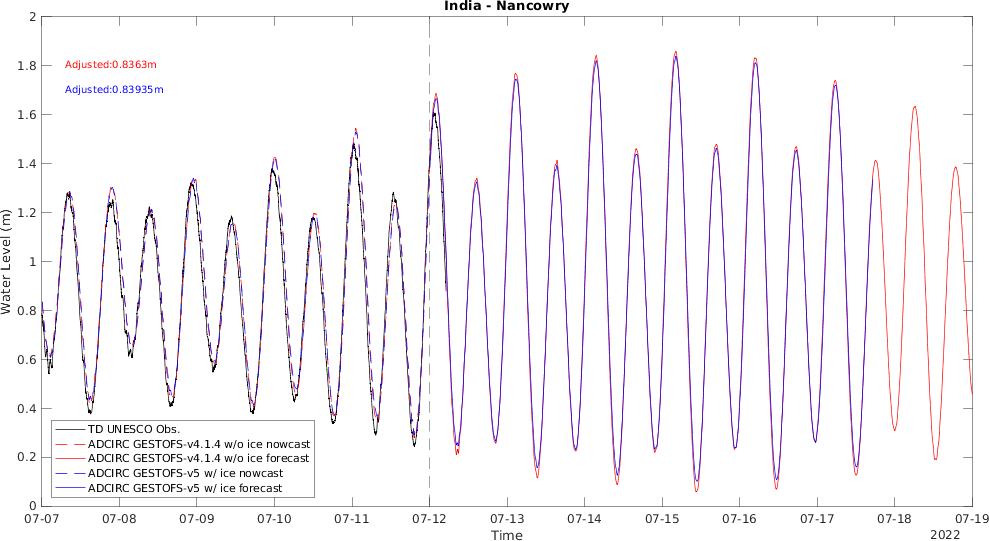 India - Nancowry
2
1.8
1.6
1.4
1.2
1
0.8
0.6
0.4
0.2
0
Water Level (m)
Adjusted:0.8363m
Adjusted:0.83935m
TD UNESCO Obs.
ADCIRC GESTOFS-v4.1.4 w/o ice nowcast
ADCIRC GESTOFS-v4.1.4 w/o ice forecast
ADCIRC GESTOFS-v5 w/ ice nowcast
ADCIRC GESTOFS-v5 w/ ice forecast
07-07 07-08 07-09 07-10 07-11 07-12 07-13 07-14 07-15 07-16 07-17 07-18 07-19
Time
2022